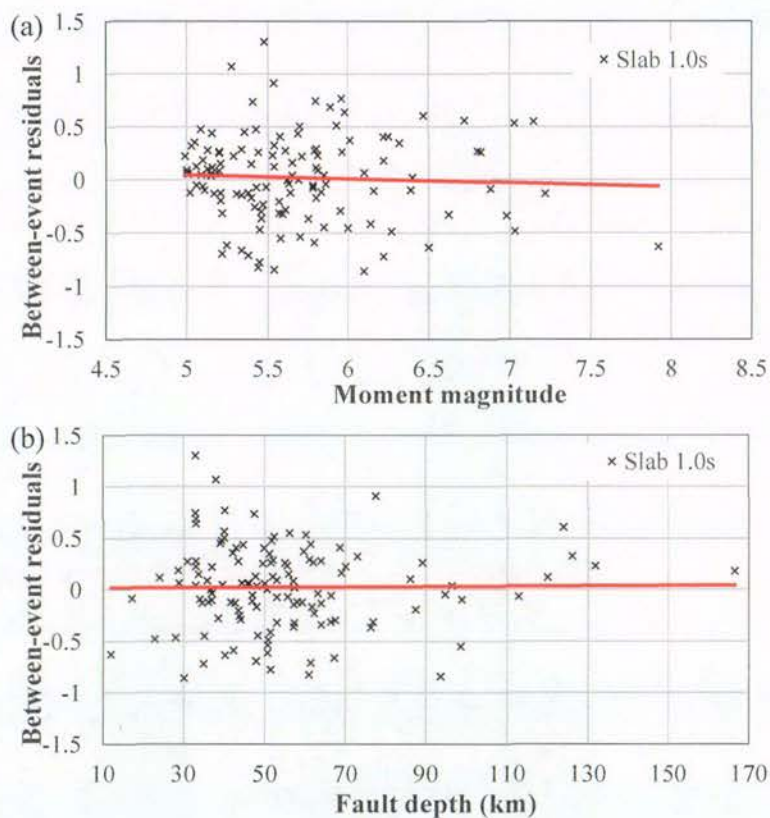 (a)
1.5
1
0.5
0
-0.5
-1
-1.5
Between-event residuals
× Slab 1.0s
4.5 5 5.5 6 6.5 7 7.5 8 8.5
Moment magnitude
(b)
1.5
1
0.5
0
-0.5
-1
-1.5
Between-event residuals
× Slab 1.0s
10 30 50 70 90 110 130 150 170
Fault depth (km)